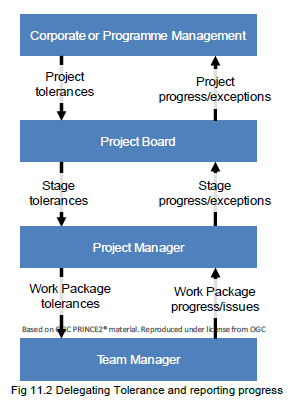 Corporate or Programme Management
Project
tolerances
Project
progress/exceptions
Project Board
Stage
tolerances
Stage
progress/exceptions
Project Manager
Work Package
tolerances
Work Package
progress/issues
Based on OGC PRINCE2® material. Reproduced under license from OGC
Team Manager
Fig 11.2 Delegating Tolerance and reporting progress